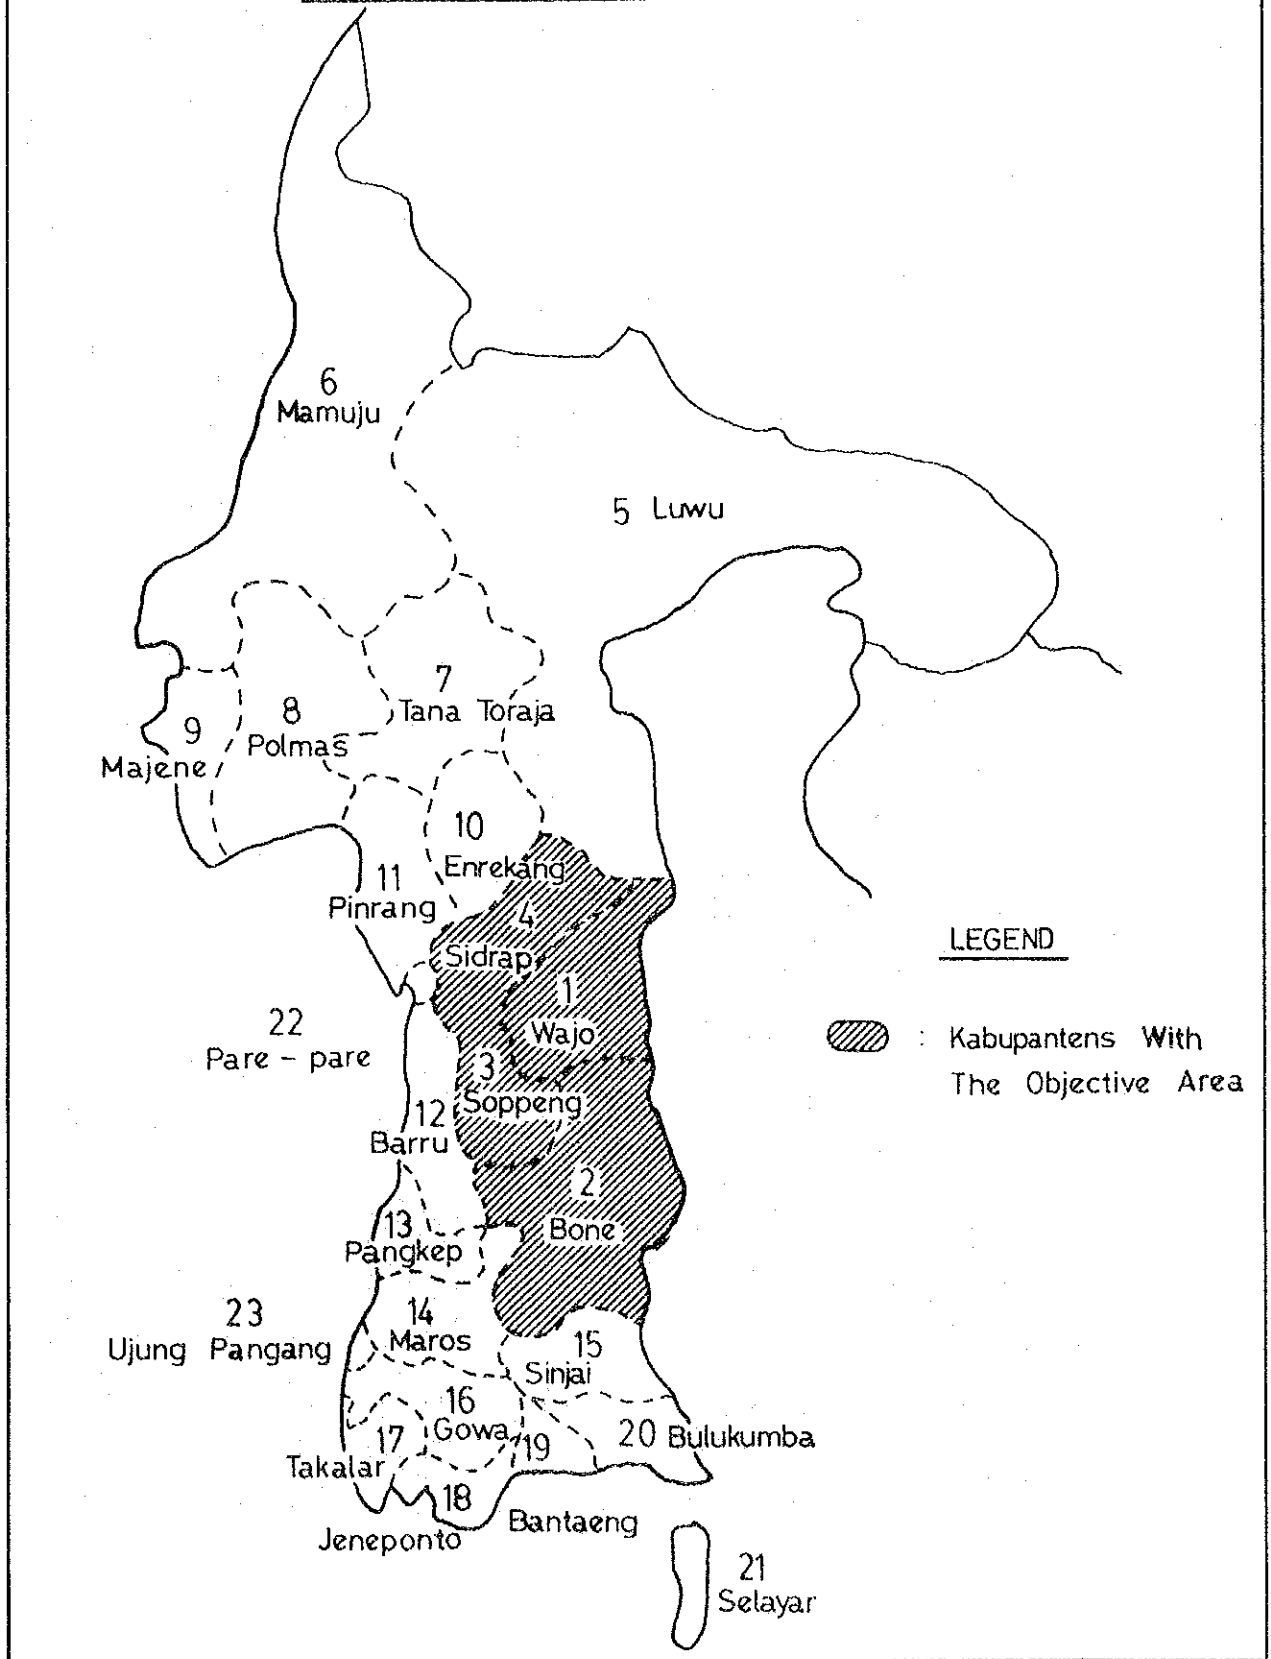 6
Mamuju
5 Luwu
7
Tana Toraja
8
Polmas
9
Majene
10
Enrekang
11
Pinrang
4
Sidrap
LEGEND
1
Wajo
22
Pare - pare
: Kabupantens With
The Objective Area
3
Soppeng
12
Barru
2
Bone
13
Pangkep
23
Ujung Pangang
14
Maros
15
Sinjai
16
Gowa
17
Takalar
19
20 Bulukumba
18
Jeneponto
Bantaeng
21
Selayar